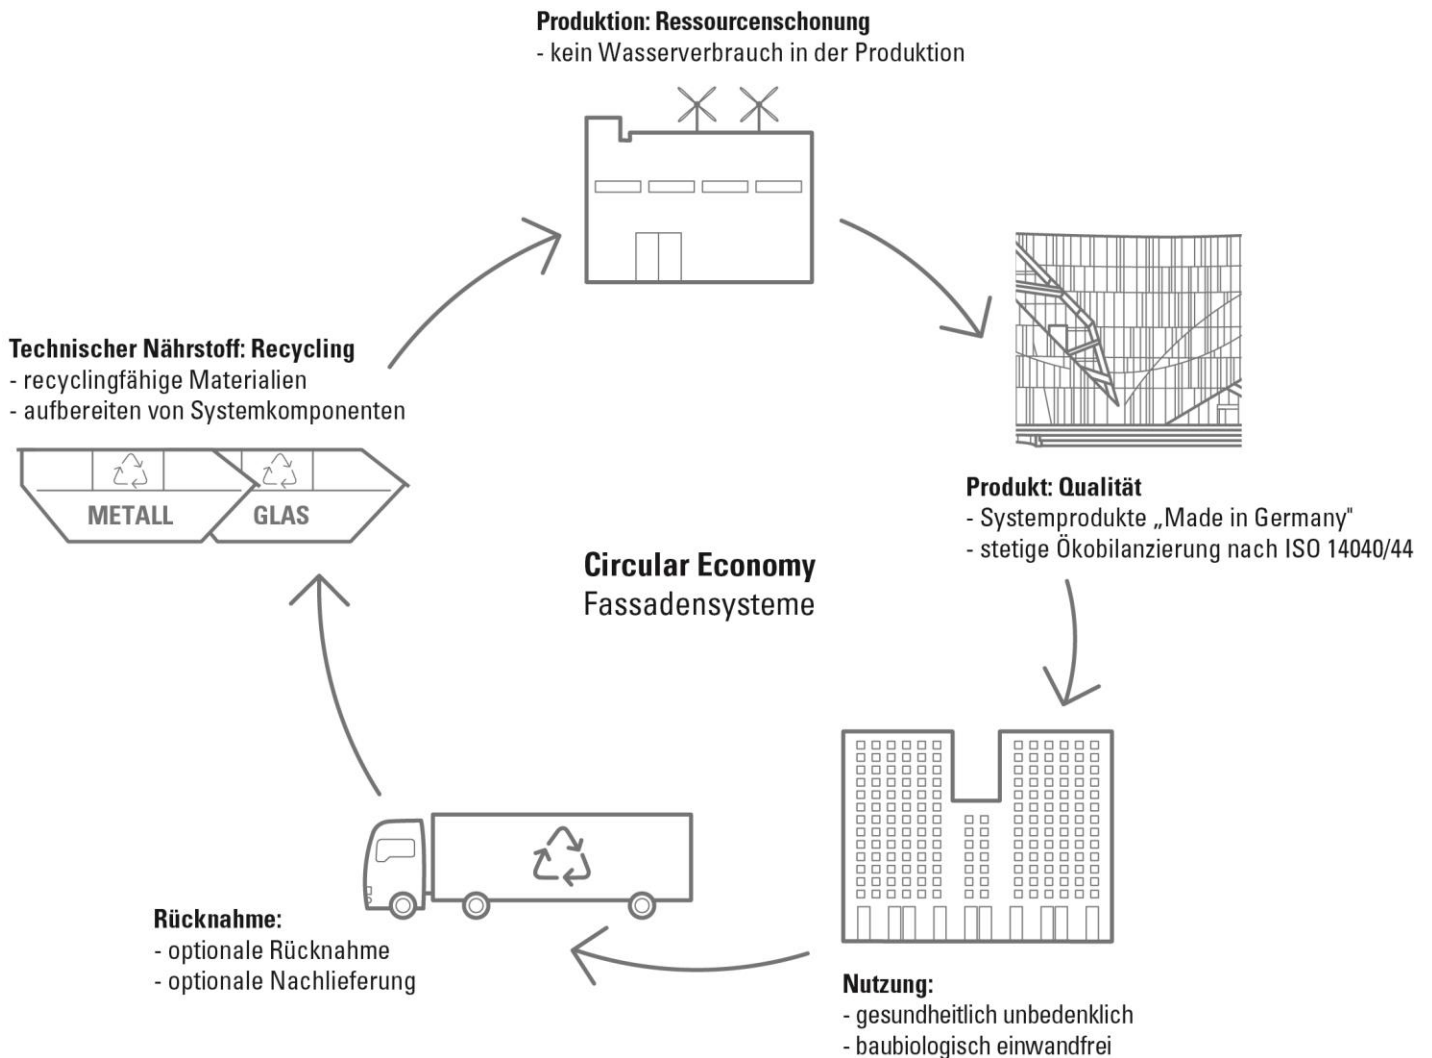 Produktion: Ressourcenschonung
- kein Wasserverbrauch in der Produktion
Technischer Nährstoff: Recycling
- recyclingfähige Materialien
- aufbereiten von Systemkomponenten
METALL
GLAS
Produkt: Qualität
- Systemprodukte „Made in Germany"
- stetige Ökobilanzierung nach ISO 14040/44
Circular Economy
Fassadensysteme
Rücknahme:
- optionale Rücknahme
- optionale Nachlieferung
Nutzung:
- gesundheitlich unbedenklich
- baubiologisch einwandfrei